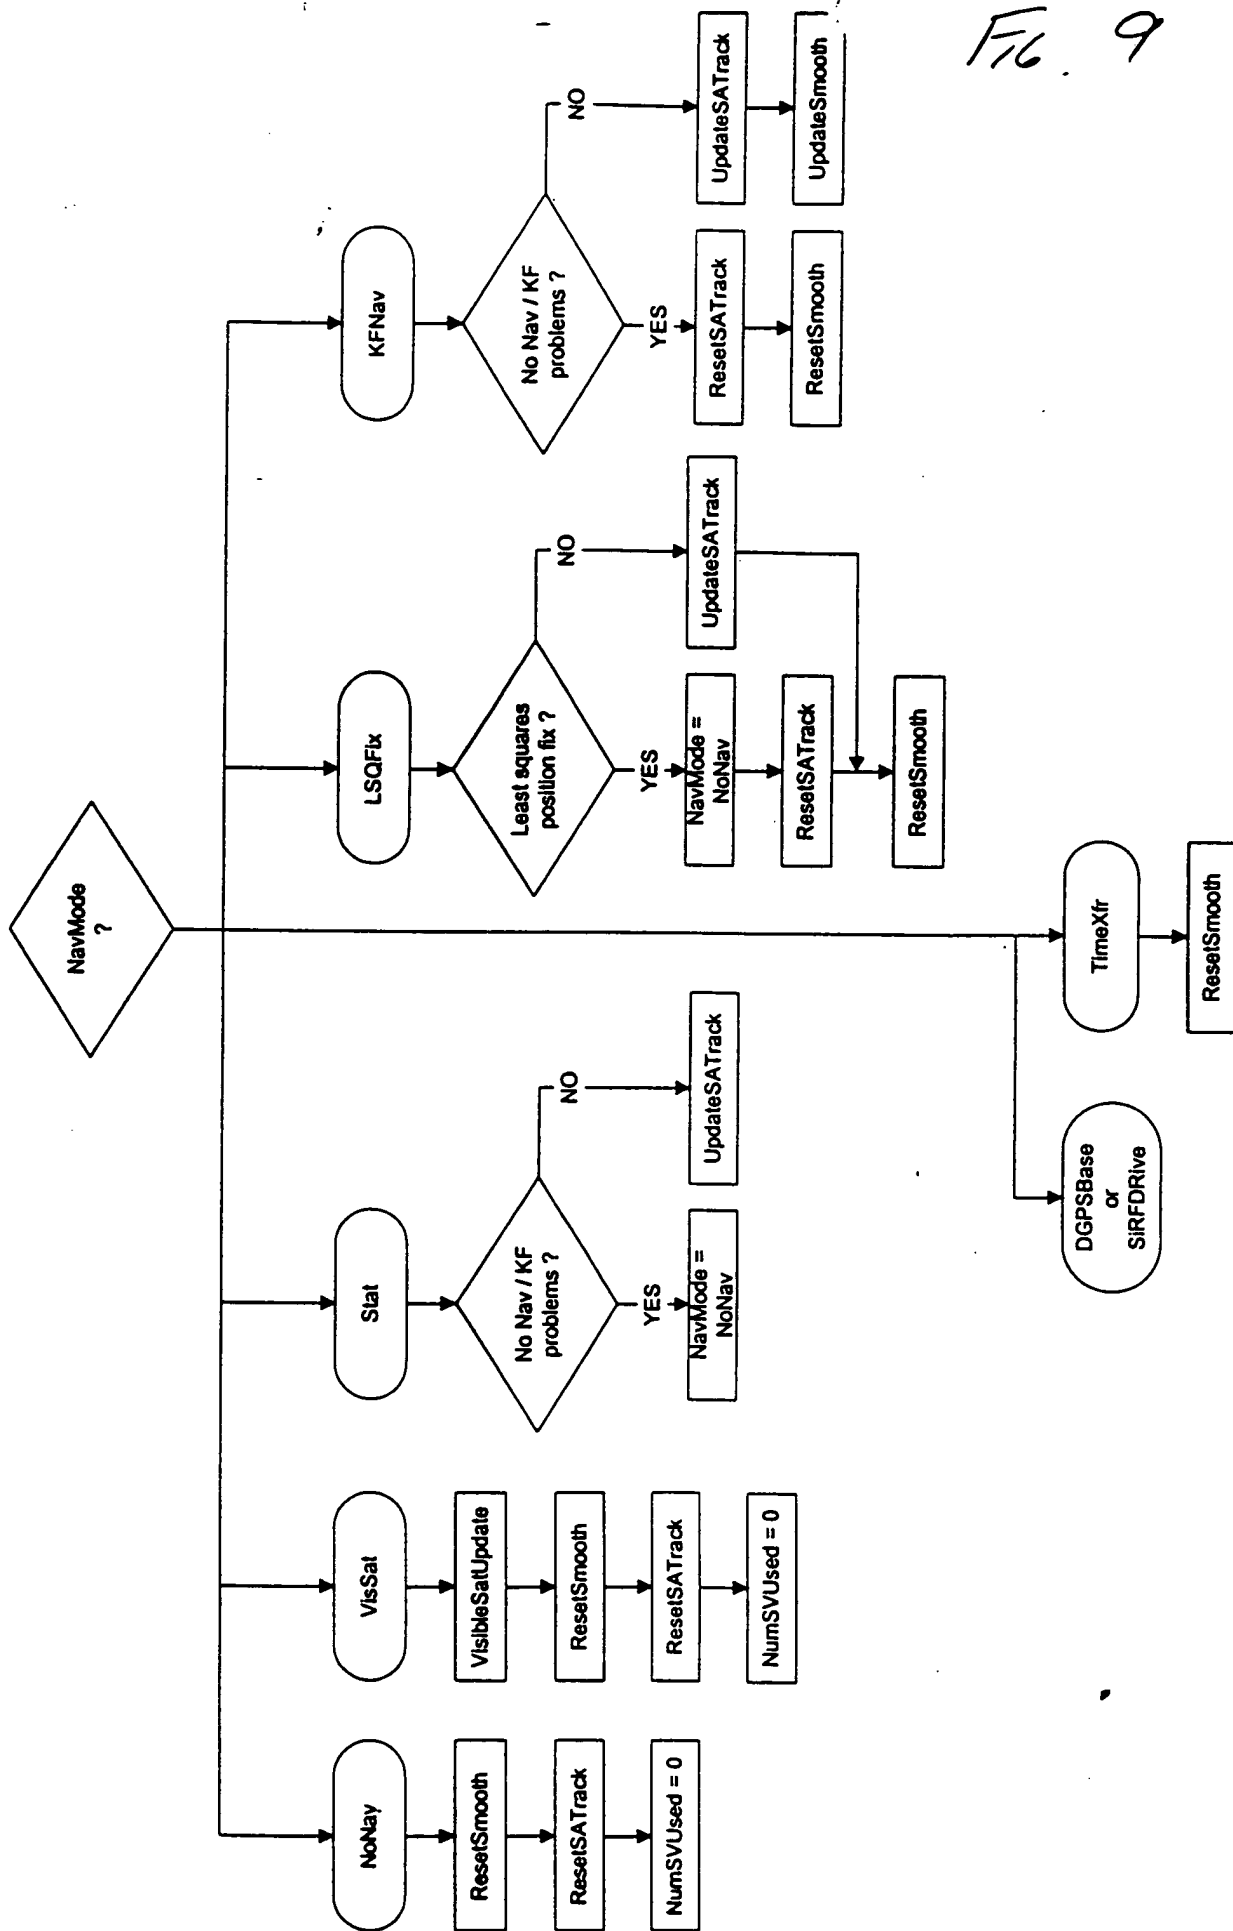 FIG. 9
NavMode
?
NoNay
ResetSmooth
ResetSATrack
NumSVUsed = 0
VisSat
VisibleSatUpdate
ResetSmooth
ResetSATrack
NumSVUsed = 0
Stat
No Nav / KF
problems ?
YES
NO
NavMode =
NoNav
UpdateSATrack
LSQFix
Least squares
position fix ?
YES
NO
NavMode =
NoNav
UpdateSATrack
ResetSATrack
ResetSmooth
KFNav
No Nav / KF
problems ?
YES
NO
ResetSATrack
UpdateSATrack
ResetSmooth
UpdateSmooth
DGPSBase
or
SiRFDRive
TimeXfr
ResetSmooth